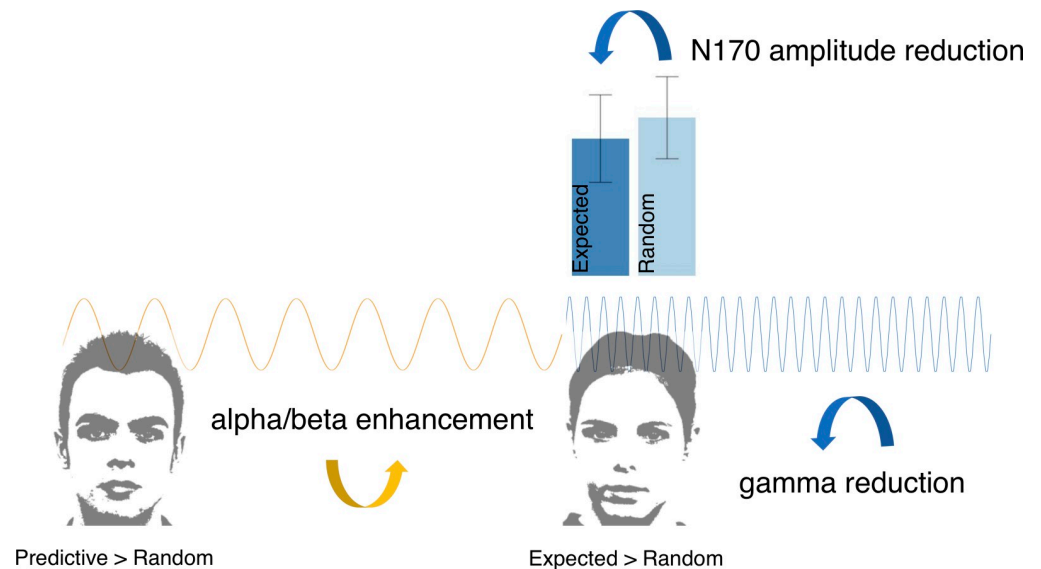 N170 amplitude reduction
Expected
Random
alpha/beta enhancement
gamma reduction
Predictive > Random
Expected > Random